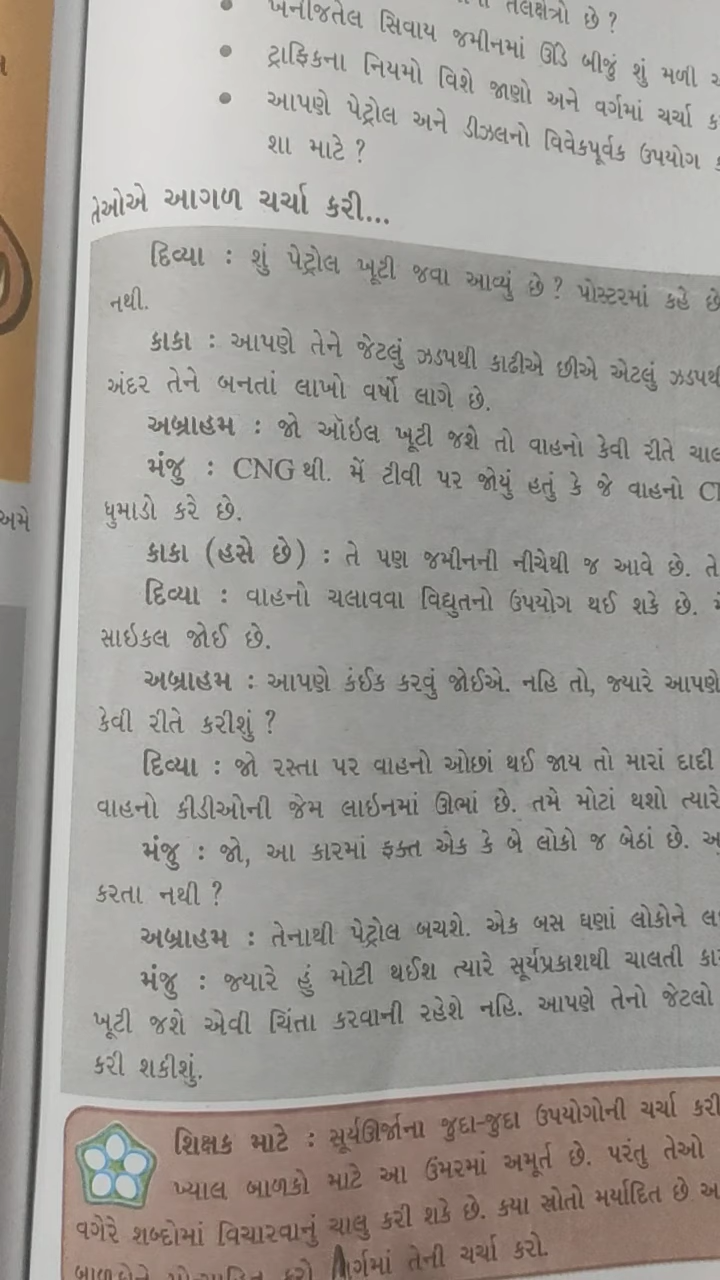 તેલક્ષેત્રો છે ?
ખનીજતેલ સિવાય જમીનમાં ઊંડે બીજું શું મળી
ટ્રાફિકના નિયમો વિશે જાણો અને વર્ગમાં ચર્ચા
આપણે પેટ્રોલ અને ડીઝલનો વિવેકપૂર્વક ઉપયોગ
શા માટે ?
તેઓએ આગળ ચર્ચા કરી...
દિવ્યા : શું પેટ્રોલ ખૂટી જવા આવ્યું છે ? પોસ્ટરમાં કહે છે
નથી.
કાકા : આપણે તેને જેટલું ઝડપથી કાઢીએ છીએ એટલું ઝડપથી
અંદર તેને બનતાં લાખો વર્ષો લાગે છે.
અબ્રાહમ : જો ઑઇલ ખૂટી જશે તો વાહનો કેવી રીતે
મંજુ : CNG થી. મેં ટીવી પર જોયું હતું કે જે વાહનો
ધુમાડો કરે છે.
કાકા (હસે છે) : તે પણ જમીનની નીચેથી જ આવે છે. તે
દિવ્યા : વાહનો ચલાવવા વિદ્યુતનો ઉપયોગ થઈ શકે છે.
સાઇકલ જોઈ છે.
અમે
અબ્રાહમ : આપણે કંઈક કરવું જોઈએ. નહિ તો, જ્યારે આપણે
કેવી રીતે કરીશું ?
દિવ્યા : જો રસ્તા પર વાહનો ઓછાં થઈ જાય તો મારાં દાદી
વાહનો કીડીઓની જેમ લાઇનમાં ઊભાં છે. તમે મોટાં થશો ત્યારે
મંજુ : જો, આ કારમાં ફક્ત એક કે બે લોકો જ બેઠાં છે.
કરતા નથી ?
અબ્રાહમ : તેનાથી પેટ્રોલ બચશે. એક બસ ઘણાં લોકોને
મંજુ : જ્યારે હું મોટી થઈશ ત્યારે સૂર્યપ્રકાશથી ચાલતી
ખૂટી જશે એવી ચિંતા કરવાની રહેશે નહિ. આપણે તેનો જેટલો
કરી શકીશું.
શિક્ષક માટે : સૂર્યઊર્જાના જુદા-જુદા ઉપયોગોની ચર્ચા કરી
ખ્યાલ બાળકો માટે આ ઉંમરમાં અમૂર્ત છે. પરંતુ તેઓ
વગેરે શબ્દોમાં વિચારવાનું ચાલુ કરી શકે છે. કયા સ્રોતો મર્યાદિત છે
કરો વર્ગમાં તેની ચર્ચા કરો.